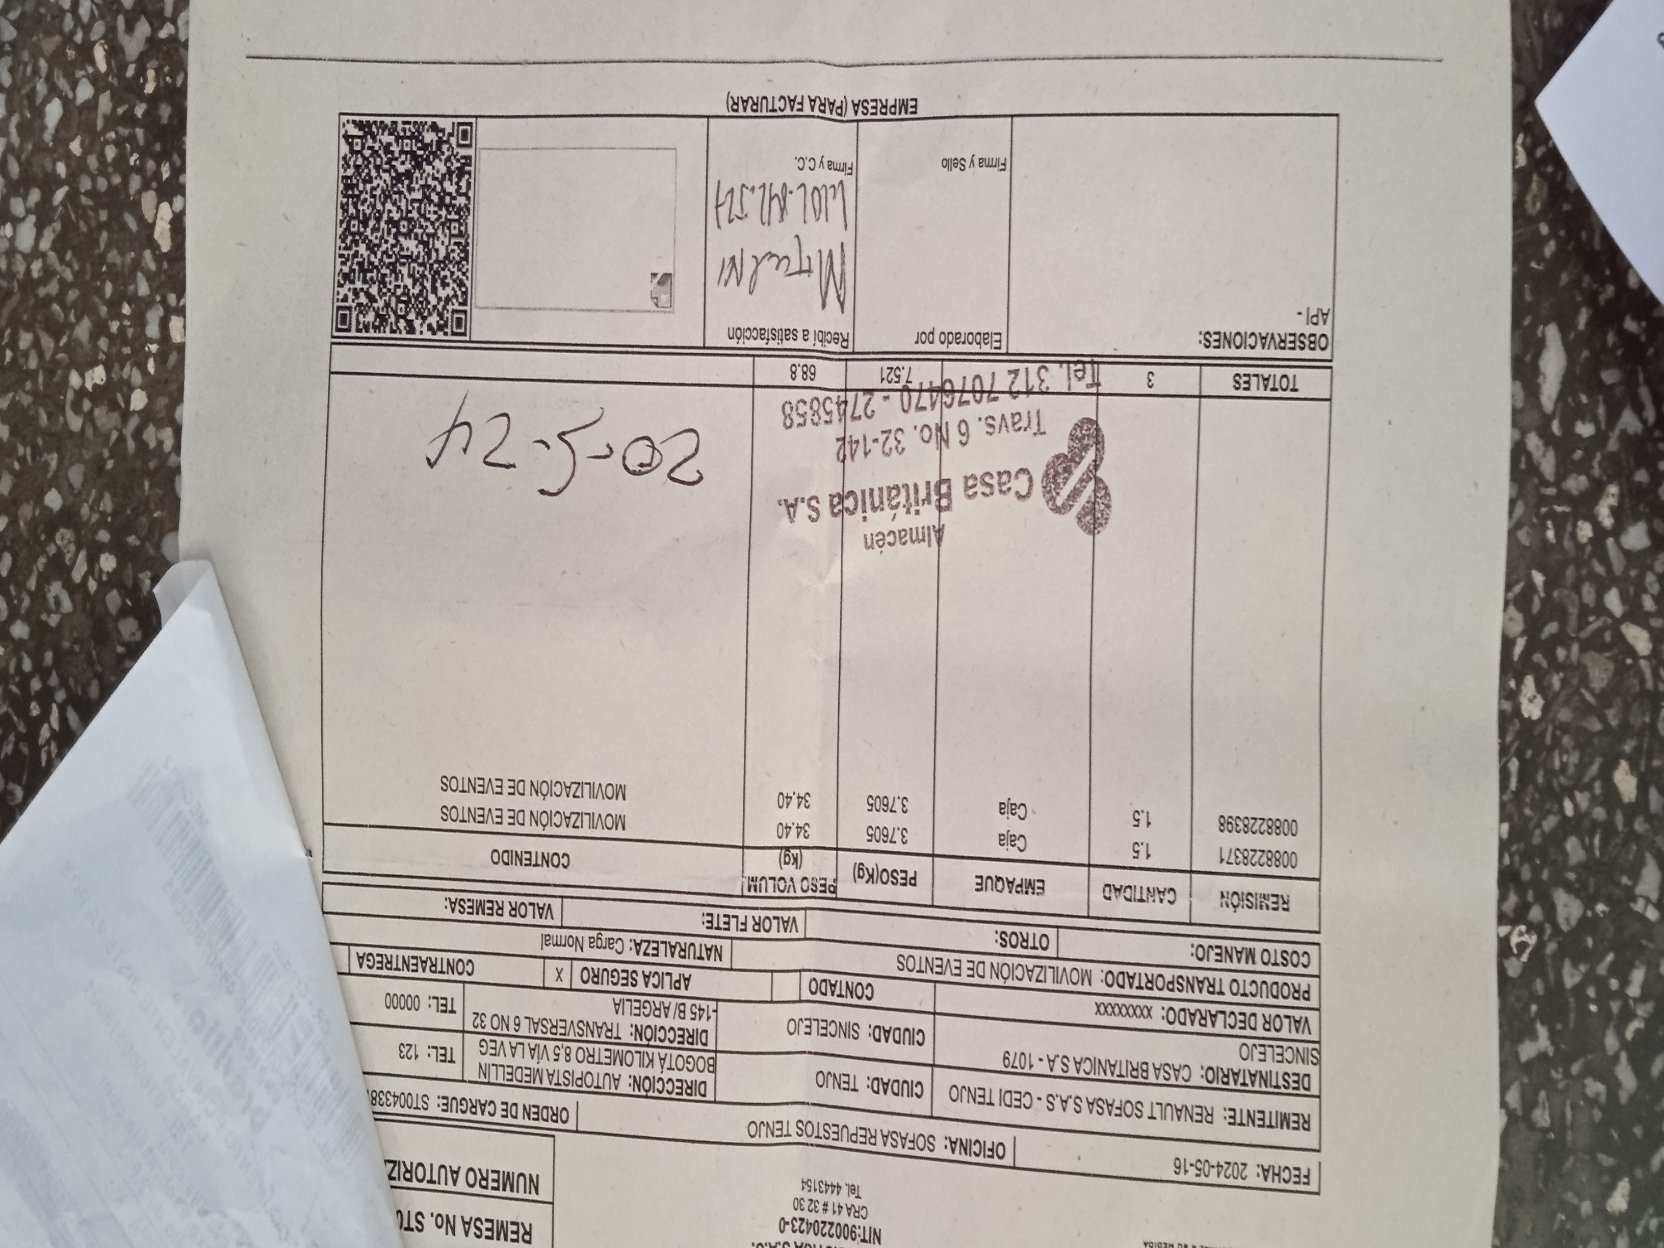 NIT:900220423-0
CRA 41 # 32 30
Tel. 4443154
REMESA No.
NUMERO
FECHA: 2024-05-16
OFICINA: SOFASA REPUESTOS TENJO
ORDEN DE CARGUE: ST004338
REMITENTE: RENAULT SOFASA S.A.S - CEDI TENJO
CIUDAD: TENJO
DIRECCIÓN: AUTOPISTA MEDELLIN
BOGOTÁ KILOMETRO 8,5 VÍA LA VEG
TEL: 123
DESTINATARIO: CASA BRITANICA S.A - 1079
SINCELEJO
CIUDAD: SINCELEJO
DIRECCIÓN: TRANSVERSAL 6 NO 32
-145 B/ ARGELIA
TEL: 00000
VALOR DECLARADO: xxxxxxxx
CONTADO
APLICA SEGURO X
CONTRAENTREGA
PRODUCTO TRANSPORTADO: MOVILIZACIÓN DE EVENTOS
NATURALEZA: Carga Normal
COSTO MANEJO:
OTROS:
VALOR FLETE:
VALOR REMESA:
REMISIÓN CANTIDAD EMPAQUE PESO(Kg) PESO VOLUM (kg) CONTENIDO
008228371 1.5 Caja 3.7605 34.40 MOVILIZACIÓN DE EVENTOS
008228398 1.5 Caja 3.7605 34.40 MOVILIZACIÓN DE EVENTOS
Almacén
Casa Británica S.A.
Travs. 6 No. 32-142
Tel. 312 7076470 - 2745858
20-5-24
TOTALES 3 7.521 68.8
OBSERVACIONES:
API -
Elaborado por
Firma y Sello
Recibí a satisfacción
Firma y C.C.
EMPRESA (PARA FACTURAR)